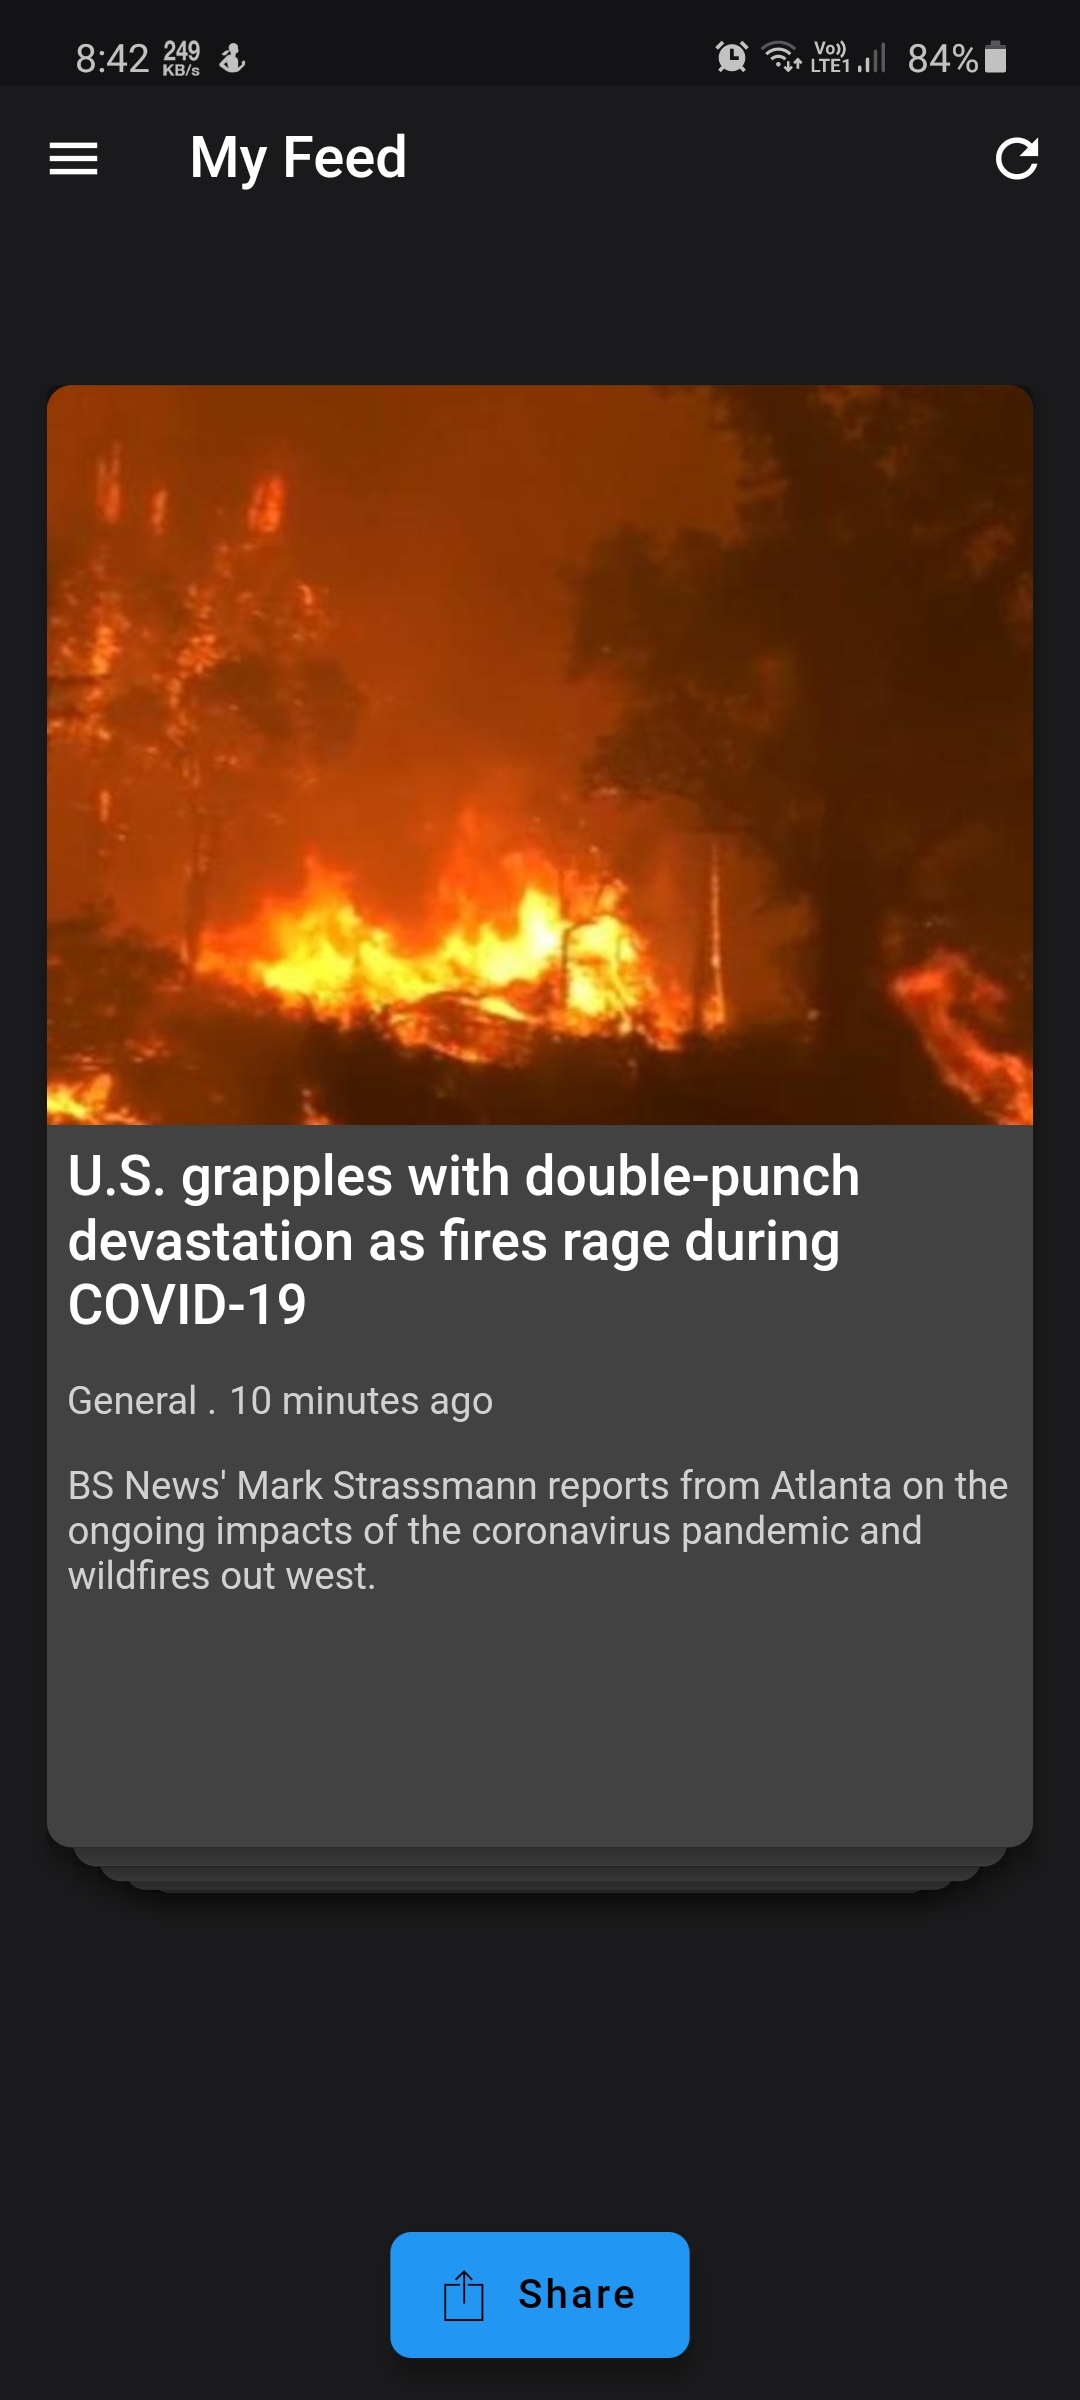 8:42 249 KB/s Vo)) LTE1 84%
My Feed
U.S. grapples with double-punch
devastation as fires rage during
COVID-19
General . 10 minutes ago
BS News' Mark Strassmann reports from Atlanta on the
ongoing impacts of the coronavirus pandemic and
wildfires out west.
Share